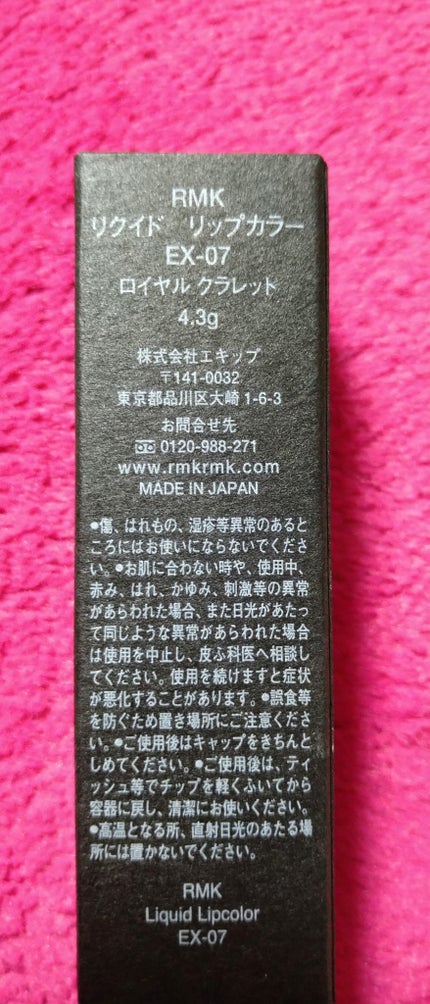 RMK
リクイド　リップカラー
EX-07
ロイヤル クラレット
4.3g
株式会社エキップ
〒141-0032
東京都品川区大崎 1-6-3
お問合せ先
0120-988-271
www.rmkrmk.com
MADE IN JAPAN
●傷、はれもの、湿疹等異常のあると
ころにはお使いにならないでくださ
い。●お肌に合わない時や、使用中、
赤み、はれ、かゆみ、刺激等の異常
があらわれた場合、また日光があたっ
て同じような異常があらわれた場合
は使用を中止し、皮ふ科医へ相談し
てください。使用を続けますと症状
が悪化することがあります。●誤食等
を防ぐため置き場所にご注意くださ
い。●ご使用後はキャップをきちんと
しめてください。●ご使用後は、ティ
ッシュ等でチップを軽くふいてから
容器に戻し、清潔にお使いください。
●高温となる所、直射日光のあたる場
所には置かないでください。
RMK
Liquid Lipcolor
EX-07